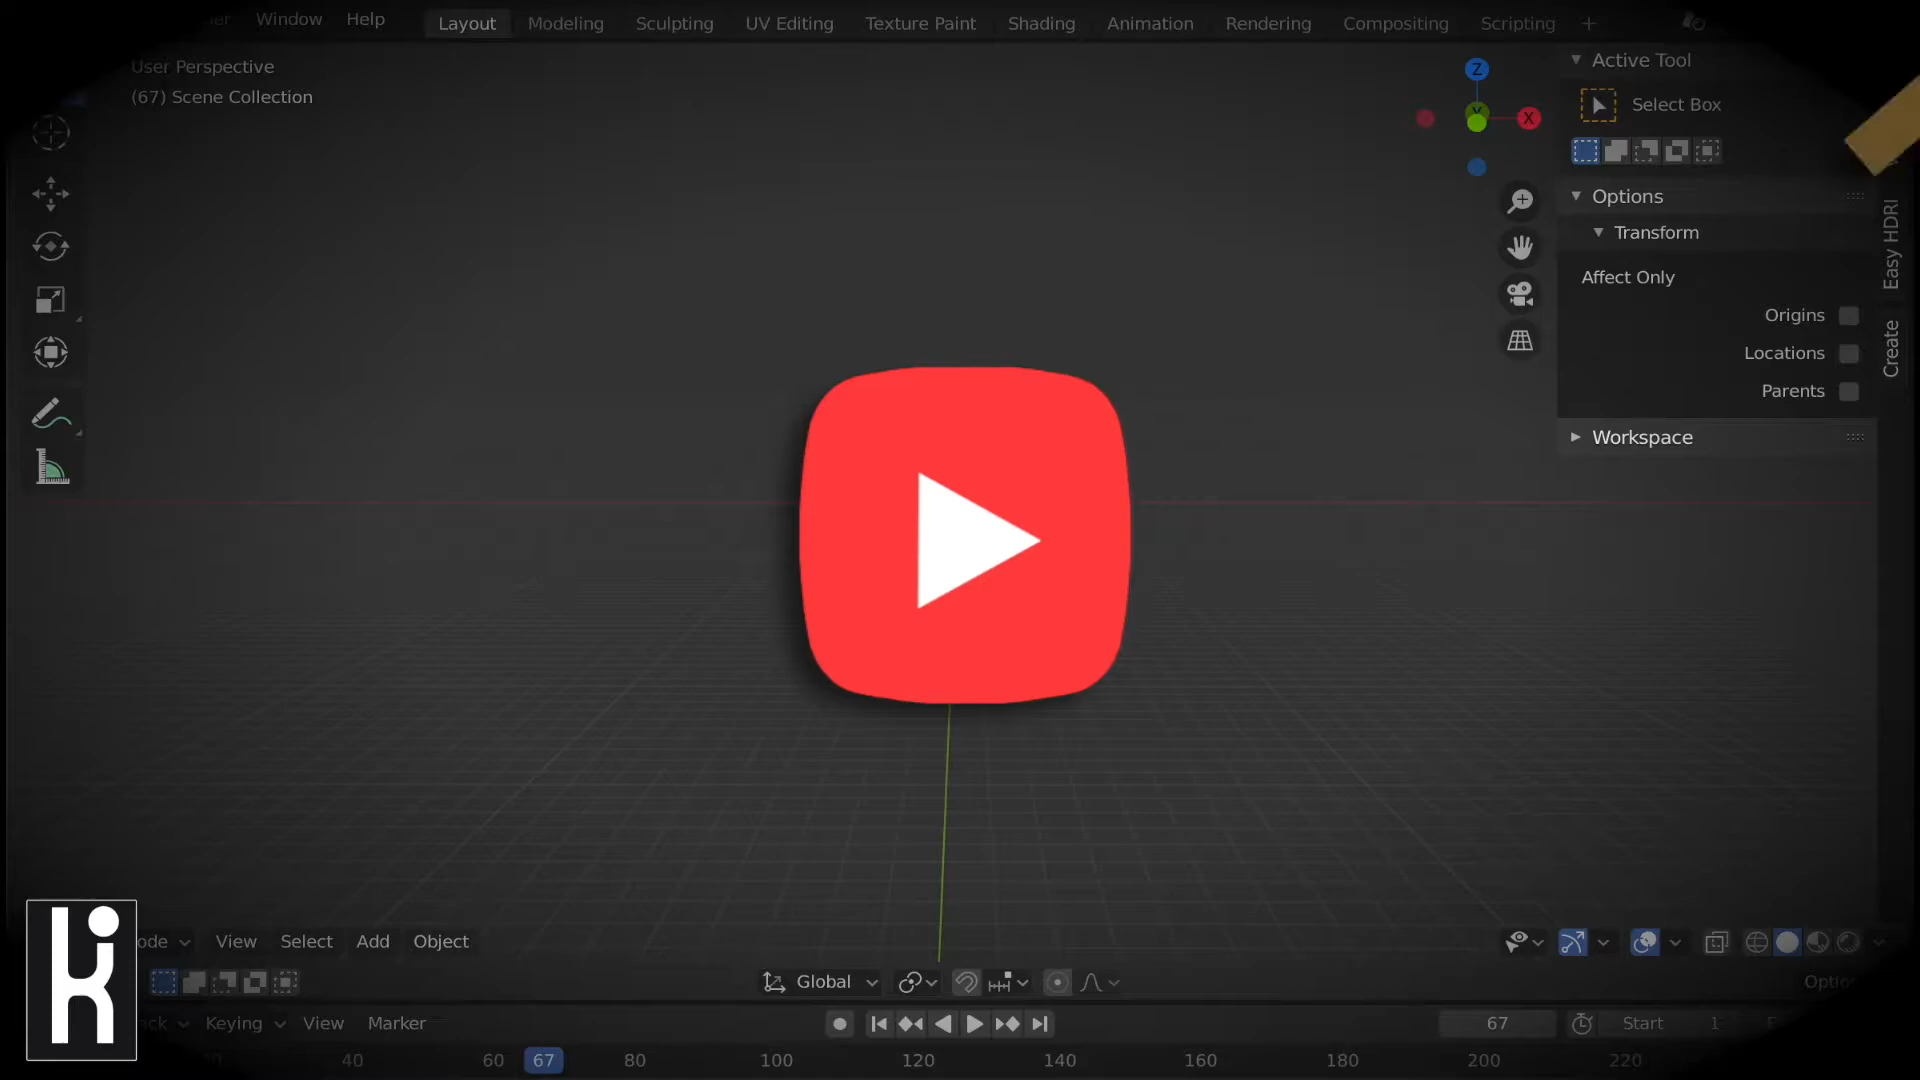 Window Help Layout Modeling Sculpting UV Editing Texture Paint Shading Animation Rendering Compositing Scripting +
User Perspective
(67) Scene Collection
Z
Y
X
Active Tool
Select Box
Options
Transform
Affect Only
Origins
Locations
Parents
Workspace
Easy HDRI
Create
View Select Add Object
Global
Keying View Marker
67 Start 1
40 60 67 80 100 120 140 160 180 200 220